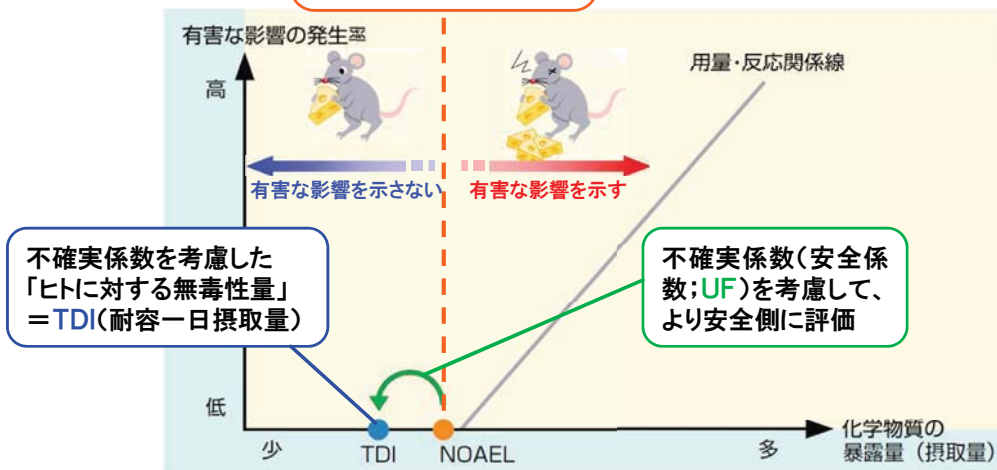 有害な影響の発生率
高
用量・反応関係線
有害な影響を示さない
有害な影響を示す
不確実係数を考慮した
「ヒトに対する無毒性量」
＝TDI(耐容一日摂取量)
不確実係数(安全係
数;UF)を考慮して、
より安全側に評価
低
少
TDI
NOAEL
多
化学物質の
暴露量（摂取量）